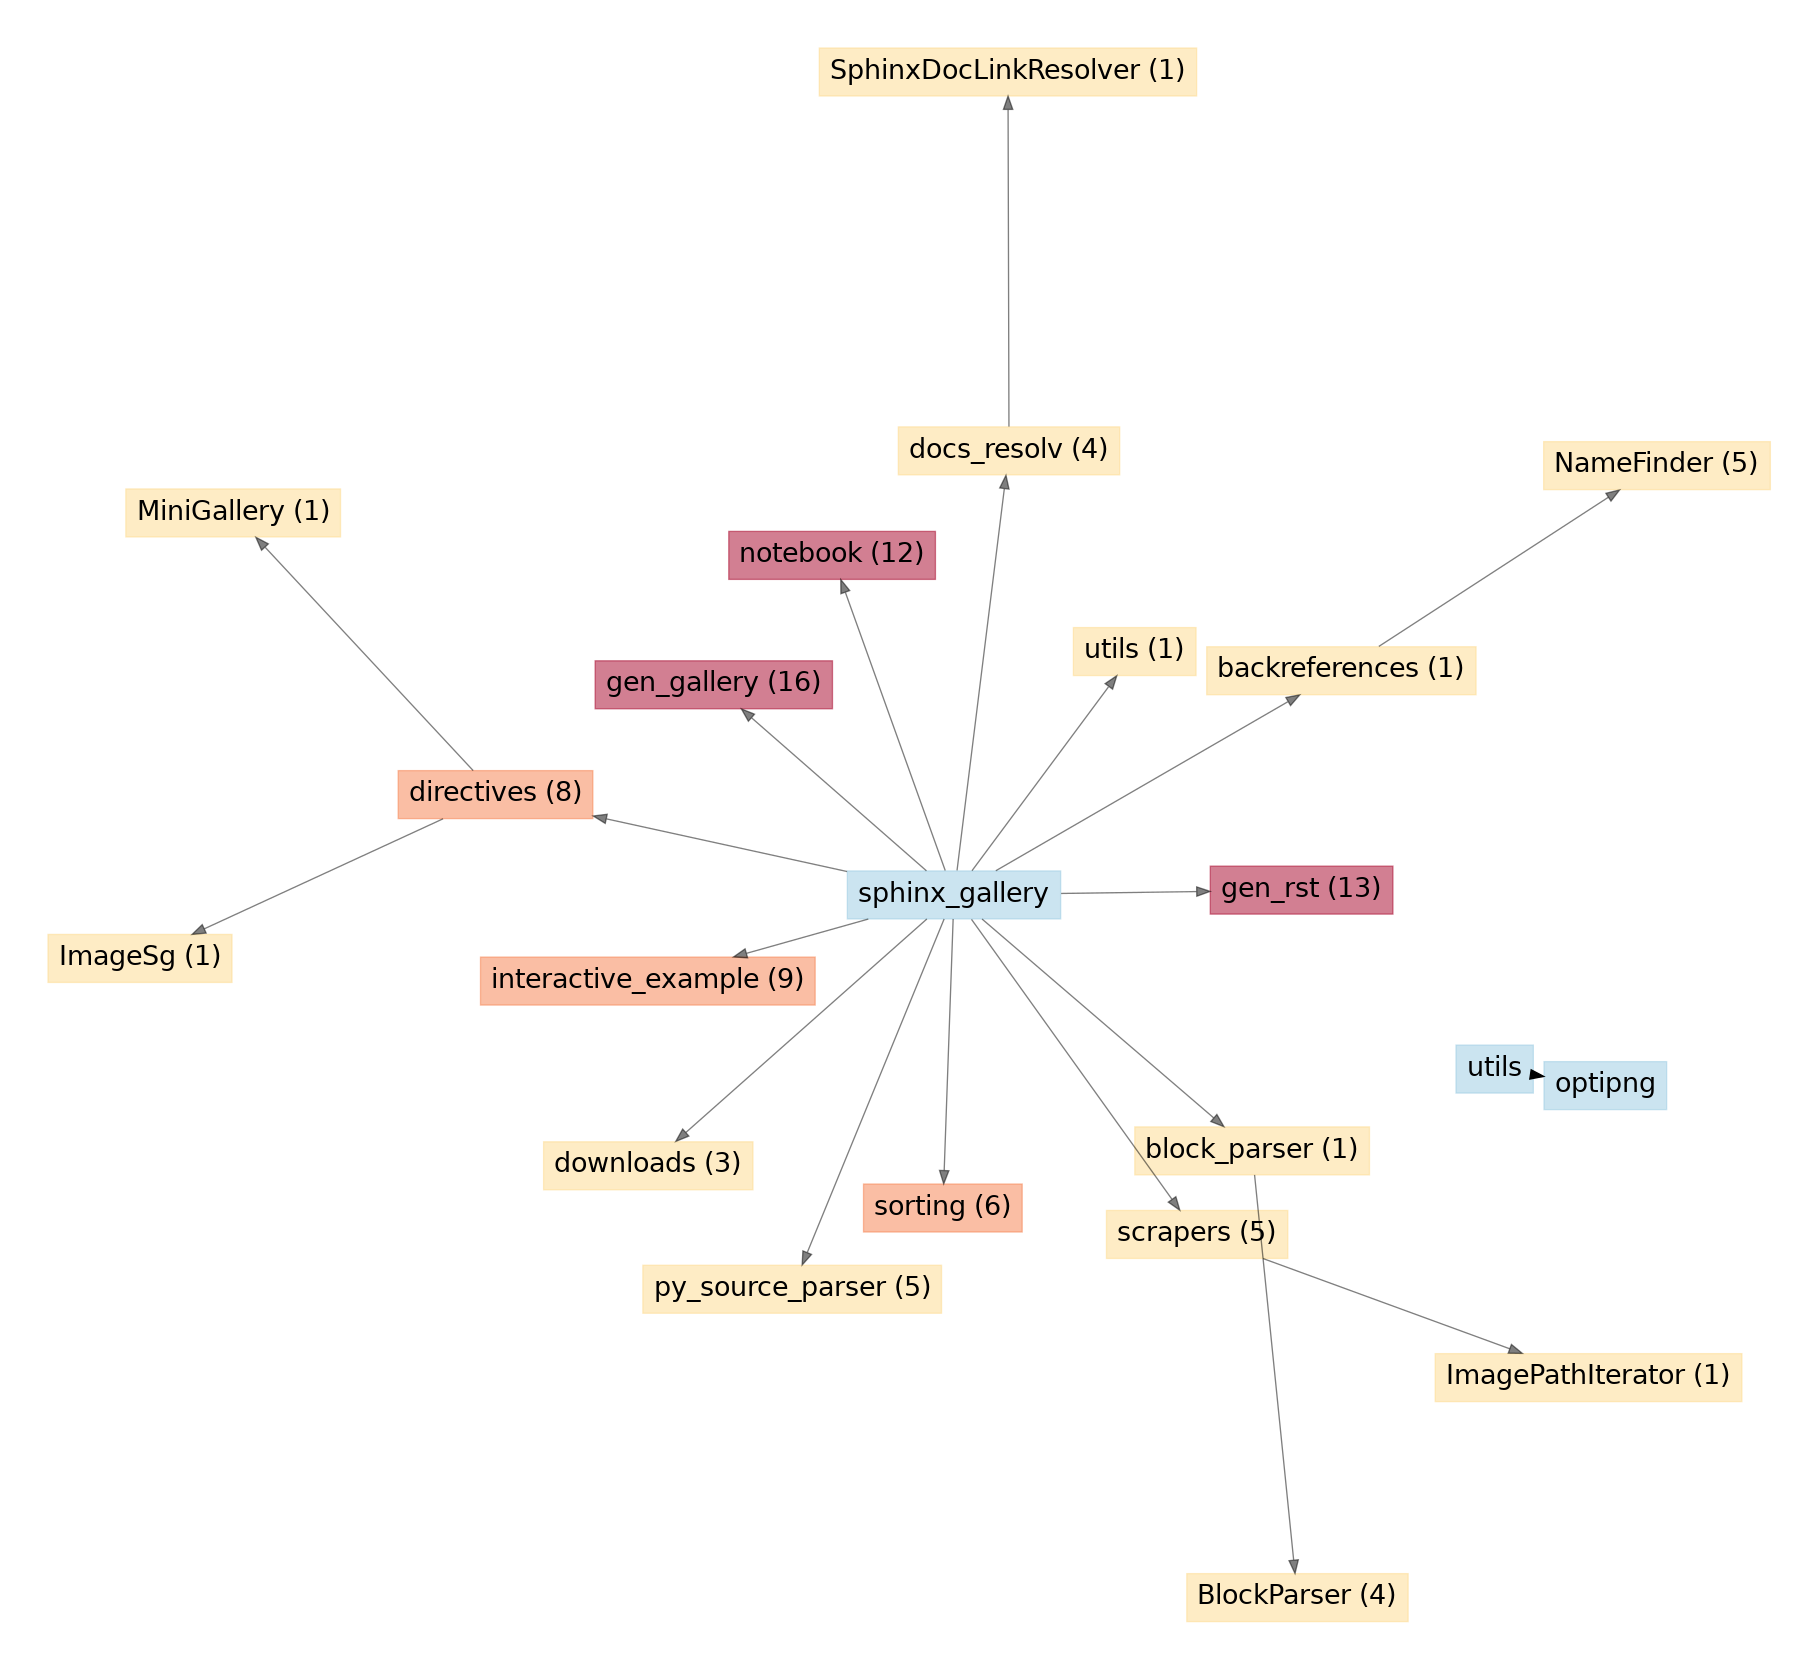 SphinxDocLinkResolver (1)
docs_resolv (4)
NameFinder (5)
MiniGallery (1)
notebook (12)
utils (1)
backreferences (1)
gen_gallery (16)
directives (8)
sphinx_gallery
gen_rst (13)
ImageSg (1)
interactive_example (9)
utils
optipng
block_parser (1)
downloads (3)
sorting (6)
scrapers (5)
py_source_parser (5)
ImagePathIterator (1)
BlockParser (4)